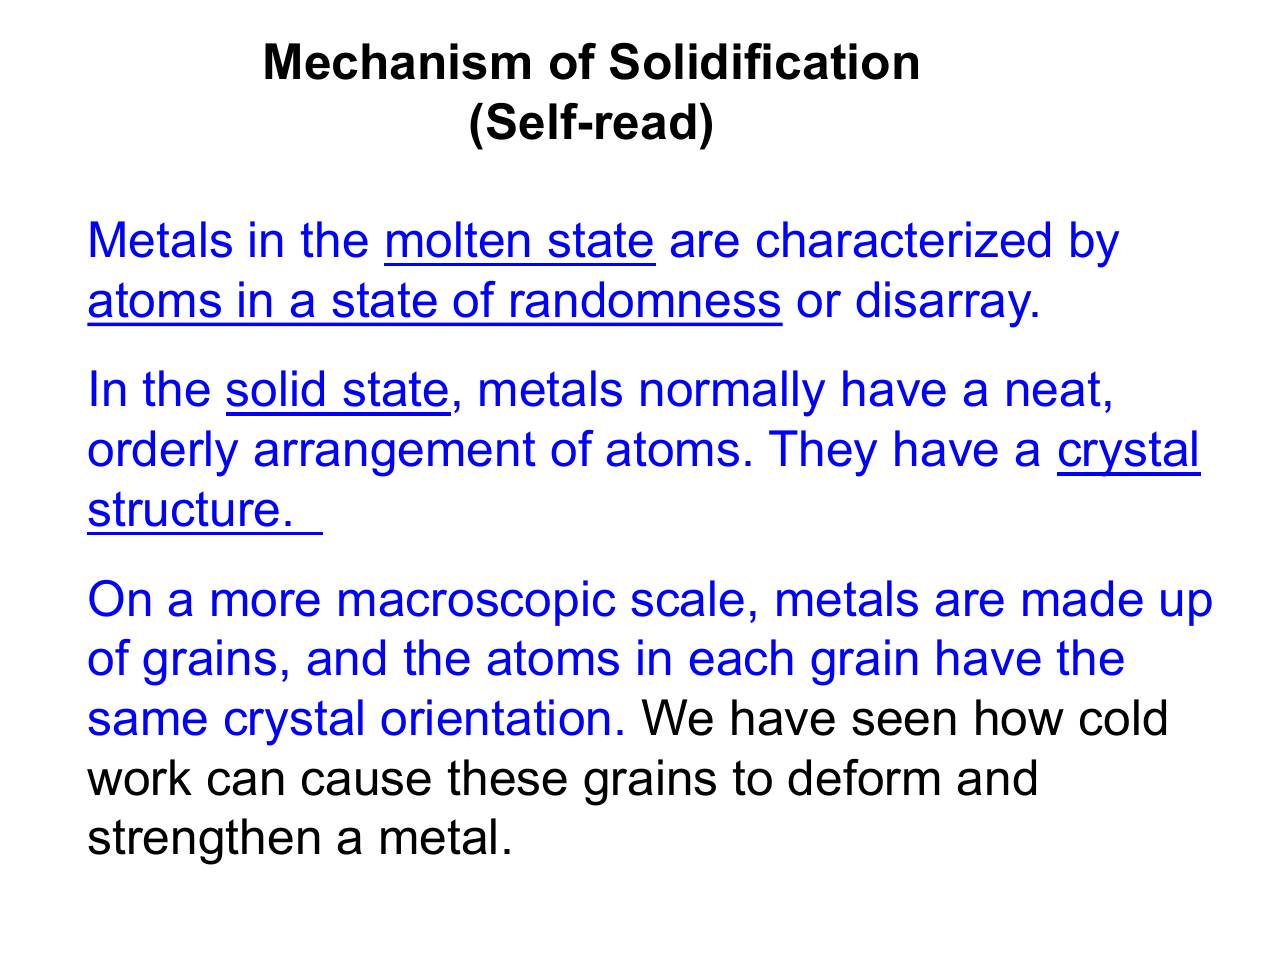 Mechanism of Solidification
(Self-read)
Metals in the molten state are characterized by
atoms in a state of randomness or disarray.
In the solid state, metals normally have a neat,
orderly arrangement of atoms. They have a crystal
structure.
On a more macroscopic scale, metals are made up
of grains, and the atoms in each grain have the
same crystal orientation. We have seen how cold
work can cause these grains to deform and
strengthen a metal.